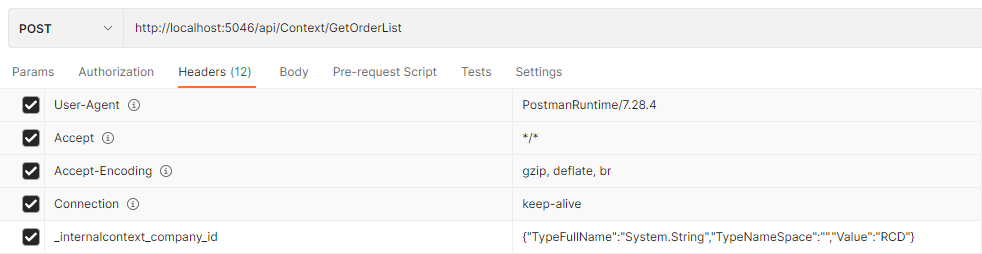 POST http://localhost:5046/api/Context/GetOrderList
Params Authorization Headers (12) Body Pre-request Script Tests Settings
User-Agent PostmanRuntime/7.28.4
Accept */*
Accept-Encoding gzip, deflate, br
Connection keep-alive
_internalcontext_company_id {"TypeFullName":"System.String","TypeNameSpace":"","Value":"RCD"}